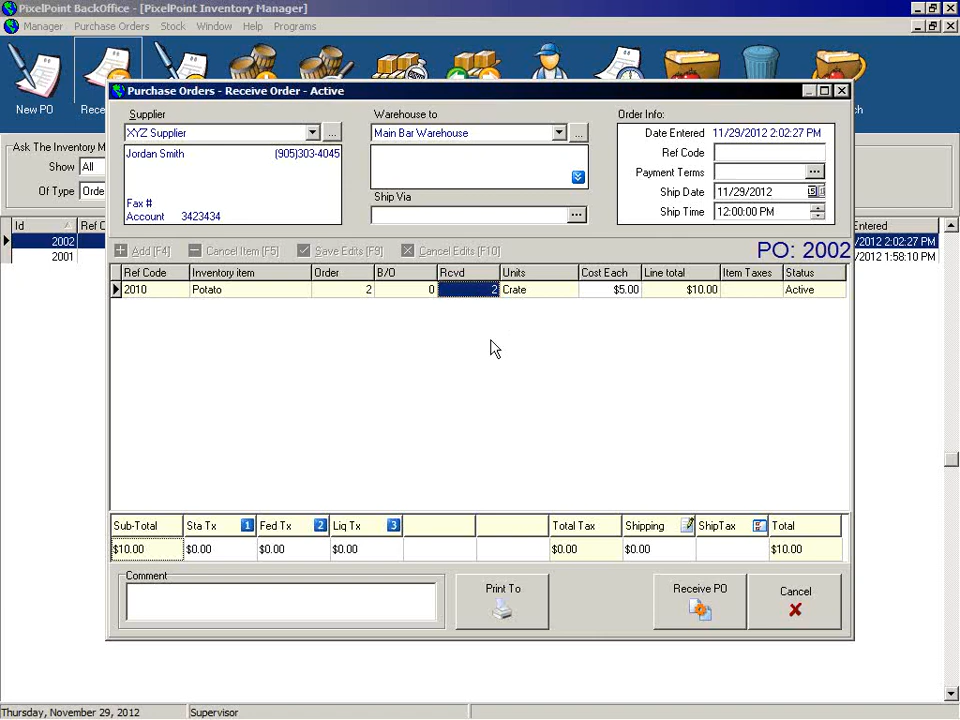 PixelPoint BackOffice - [PixelPoint Inventory Manager]
Manager Purchase Orders Stock Window Help Programs
New PO
Rece
ch
Ask The Inventory M
Show All
Of Type Orde
Id Ref C
2002
2001
Entered
/2012 2:02:27 PM
/2012 1:58:10 PM
Purchase Orders - Receive Order - Active
Supplier
XYZ Supplier ...
Jordan Smith (905)303-4045
Fax #
Account 3423434
Warehouse to
Main Bar Warehouse ...
Ship Via
...
Order Info:
Date Entered 11/29/2012 2:02:27 PM
Ref Code
Payment Terms ...
Ship Date 11/29/2012
Ship Time 12:00:00 PM
Add [F4] Cancel Item [F5] Save Edits [F9] Cancel Edits [F10]
PO: 2002
Ref Code Inventory item Order B/O Rcvd Units Cost Each Line total Item Taxes Status
2010 Potato 2 0 2 Crate $5.00 $10.00 Active
Sub-Total Sta Tx 1 Fed Tx 2 Liq Tx 3 Total Tax Shipping ShipTax Total
$10.00 $0.00 $0.00 $0.00 $0.00 $0.00 $10.00
Comment
Print To
Receive PO
Cancel
Thursday, November 29, 2012 Supervisor